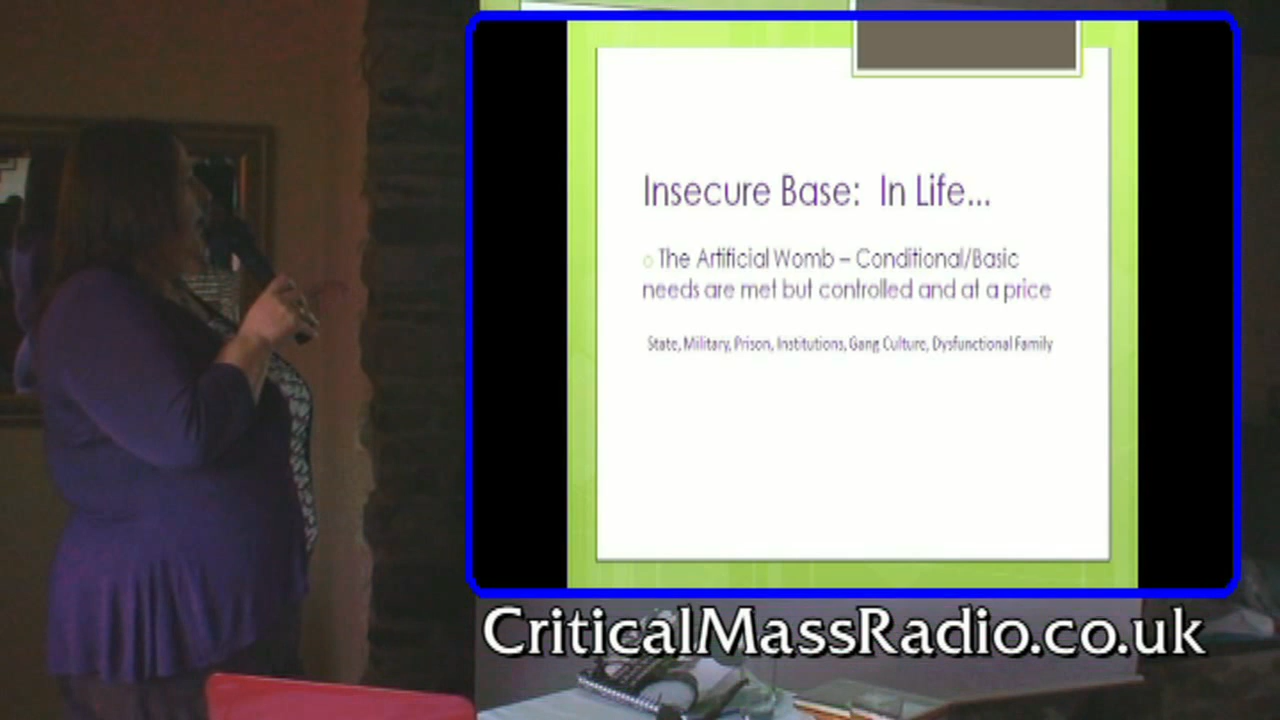 Insecure Base: In Life...
o The Artificial Womb – Conditional/Basic
needs are met but controlled and at a price
State, Military, Prison, Institutions, Gang Culture, Dysfunctional Family
CriticalMassRadio.co.uk